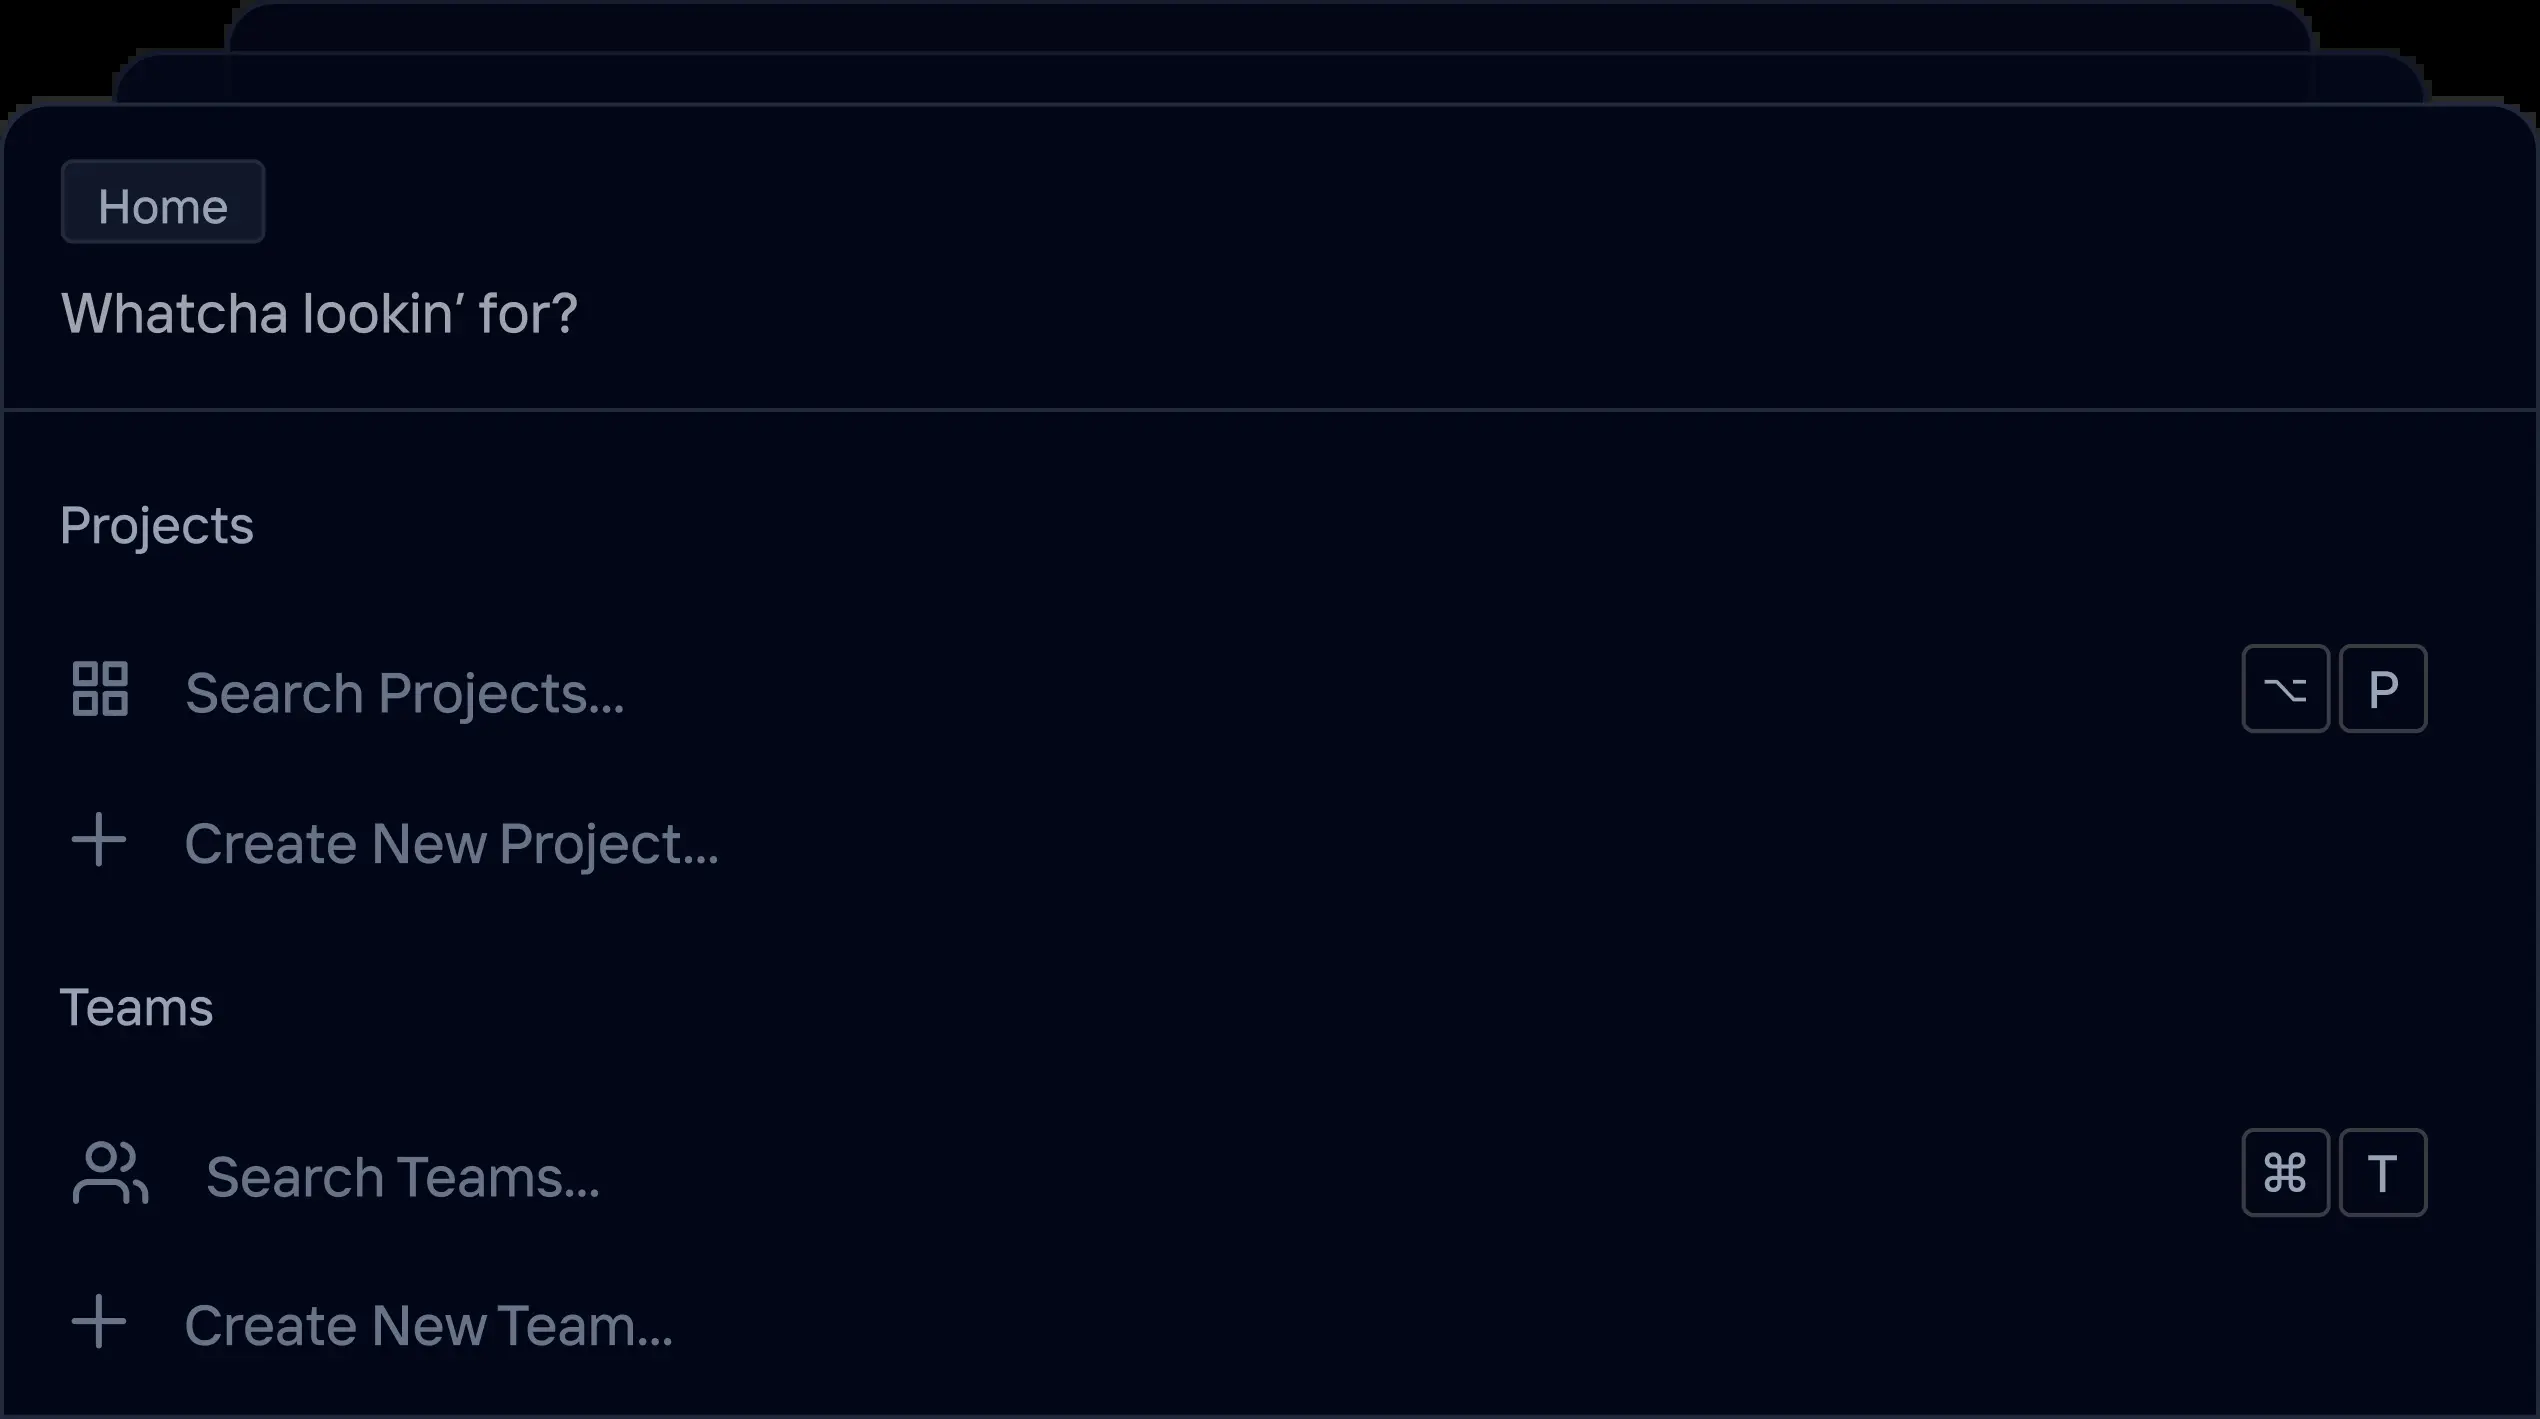 Home
Whatcha lookin’ for?
Projects
Search Projects... ⌥ P
Create New Project...
Teams
Search Teams... ⌘ T
Create New Team...